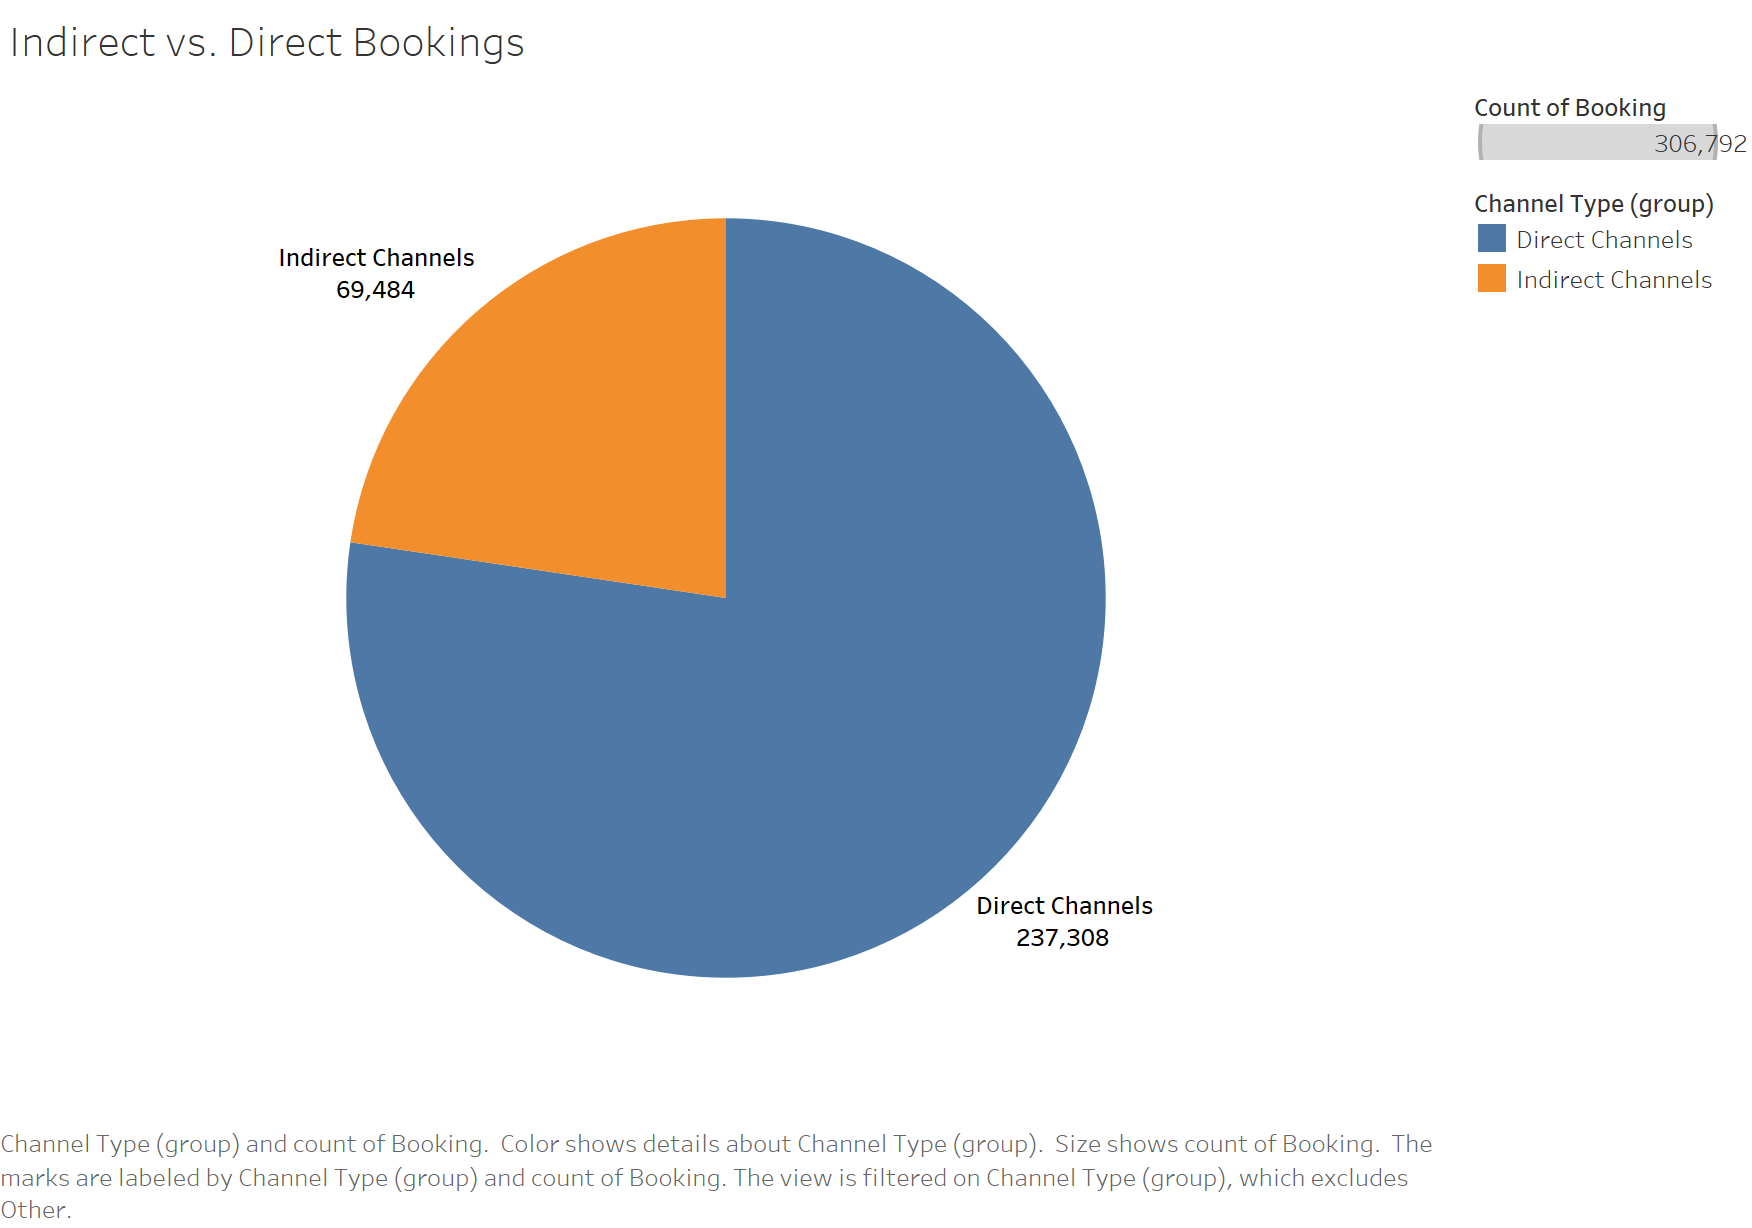 Indirect vs. Direct Bookings
Count of Booking
306,792
Channel Type (group)
Direct Channels
Indirect Channels
Indirect Channels
69,484
Direct Channels
237,308
Channel Type (group) and count of Booking.  Color shows details about Channel Type (group).  Size shows count of Booking.  The
marks are labeled by Channel Type (group) and count of Booking. The view is filtered on Channel Type (group), which excludes
Other.